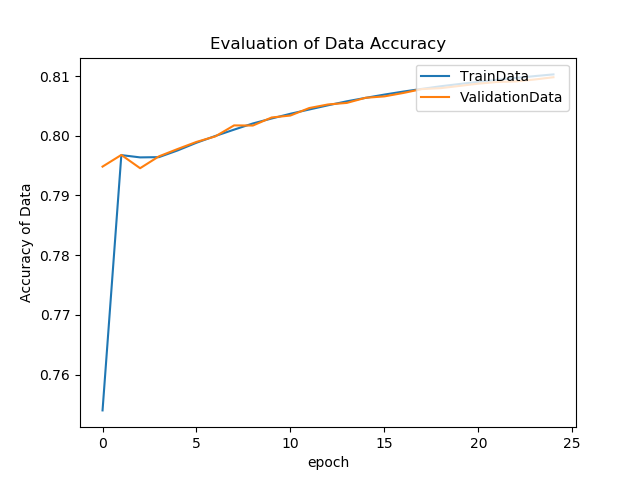 Evaluation of Data Accuracy
0.81
0.80
0.79
0.78
0.77
0.76
Accuracy of Data
TrainData
ValidationData
0 5 10 15 20 25
epoch